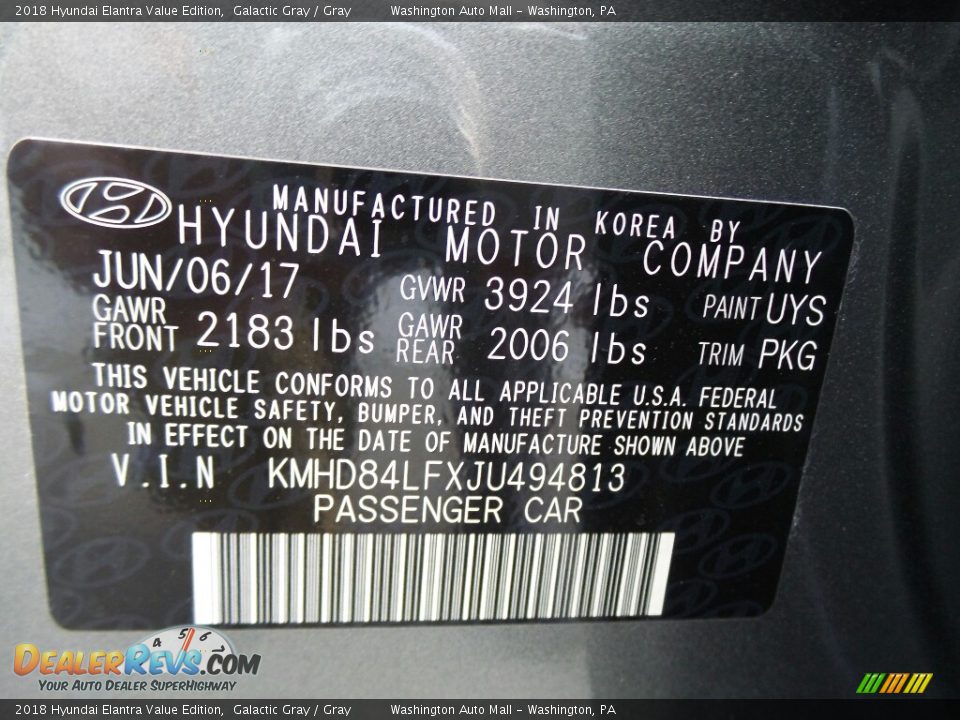 2018 Hyundai Elantra Value Edition, Galactic Gray / Gray Washington Auto Mall - Washington, PA
MANUFACTURED IN KOREA BY
HYUNDAI MOTOR COMPANY
JUN/06/17 GVWR 3924 lbs PAINT UYS
GAWR FRONT 2183 lbs GAWR REAR 2006 lbs TRIM PKG
THIS VEHICLE CONFORMS TO ALL APPLICABLE U.S.A. FEDERAL
MOTOR VEHICLE SAFETY, BUMPER, AND THEFT PREVENTION STANDARDS
IN EFFECT ON THE DATE OF MANUFACTURE SHOWN ABOVE
V.I.N KMHD84LFXJU494813
PASSENGER CAR
4 5 6
DEALERREVS.COM
YOUR AUTO DEALER SUPERHIGHWAY
2018 Hyundai Elantra Value Edition, Galactic Gray / Gray Washington Auto Mall - Washington, PA